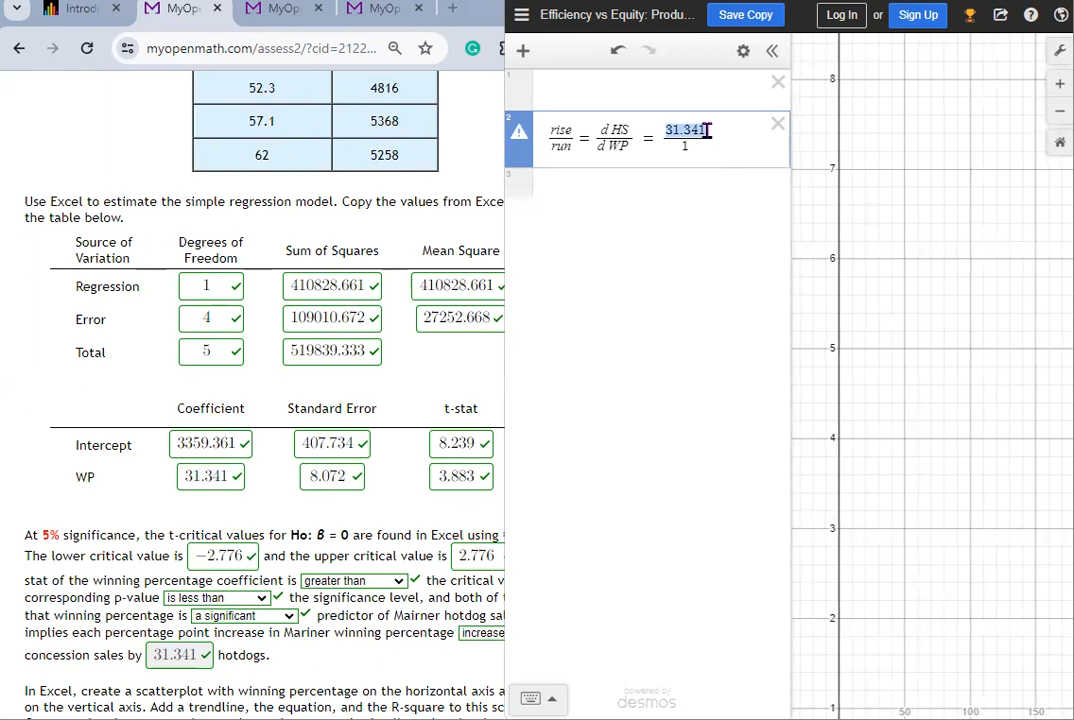 Introdu
MyOpe
MyOpe
MyOp
myopenmath.com/assess2/?cid=2122...
Efficiency vs Equity: Produ...
Save Copy
Log In
or
Sign Up
52.3 4816
57.1 5368
62 5258
Use Excel to estimate the simple regression model. Copy the values from Exce
the table below.
Source of Variation Degrees of Freedom Sum of Squares Mean Square
Regression 1 410828.661 410828.661
Error 4 109010.672 27252.668
Total 5 519839.333
Coefficient Standard Error t-stat
Intercept 3359.361 407.734 8.239
WP 31.341 8.072 3.883
At 5% significance, the t-critical values for Ho: β = 0 are found in Excel using
The lower critical value is −2.776 and the upper critical value is 2.776
stat of the winning percentage coefficient is greater than the critical v
corresponding p-value is less than the significance level, and both of
that winning percentage is a significant predictor of Mairner hotdog sal
implies each percentage point increase in Mariner winning percentage increase
concession sales by 31.341 hotdogs.
In Excel, create a scatterplot with winning percentage on the horizontal axis a
on the vertical axis. Add a trendline, the equation, and the R-square to this sc
1
2
rise/run = d HS/d WP = 31.341/1
3
8
7
6
5
4
3
2
1
50 100 150
powered by
desmos